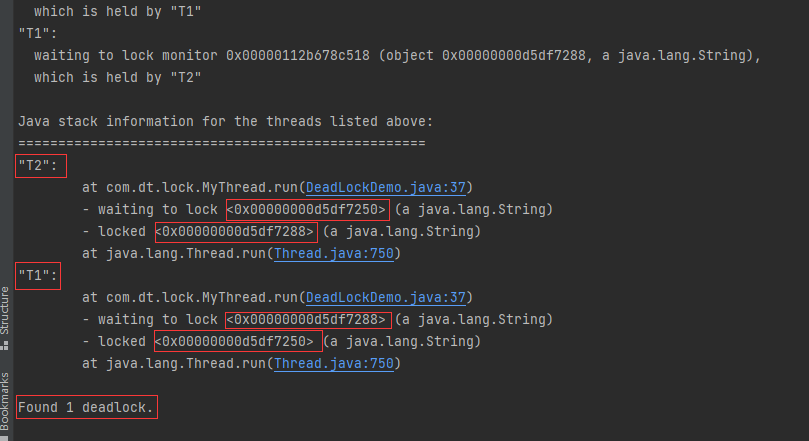 which is held by "T1"
"T1":
waiting to lock monitor 0x00000112b678c518 (object 0x00000000d5df7288, a java.lang.String),
which is held by "T2"
Java stack information for the threads listed above:
===================================================
"T2":
at com.dt.lock.MyThread.run(DeadLockDemo.java:37)
- waiting to lock <0x00000000d5df7250> (a java.lang.String)
- locked <0x00000000d5df7288> (a java.lang.String)
at java.lang.Thread.run(Thread.java:750)
"T1":
at com.dt.lock.MyThread.run(DeadLockDemo.java:37)
- waiting to lock <0x00000000d5df7288> (a java.lang.String)
- locked <0x00000000d5df7250> (a java.lang.String)
at java.lang.Thread.run(Thread.java:750)
Found 1 deadlock.
Structure
Bookmarks